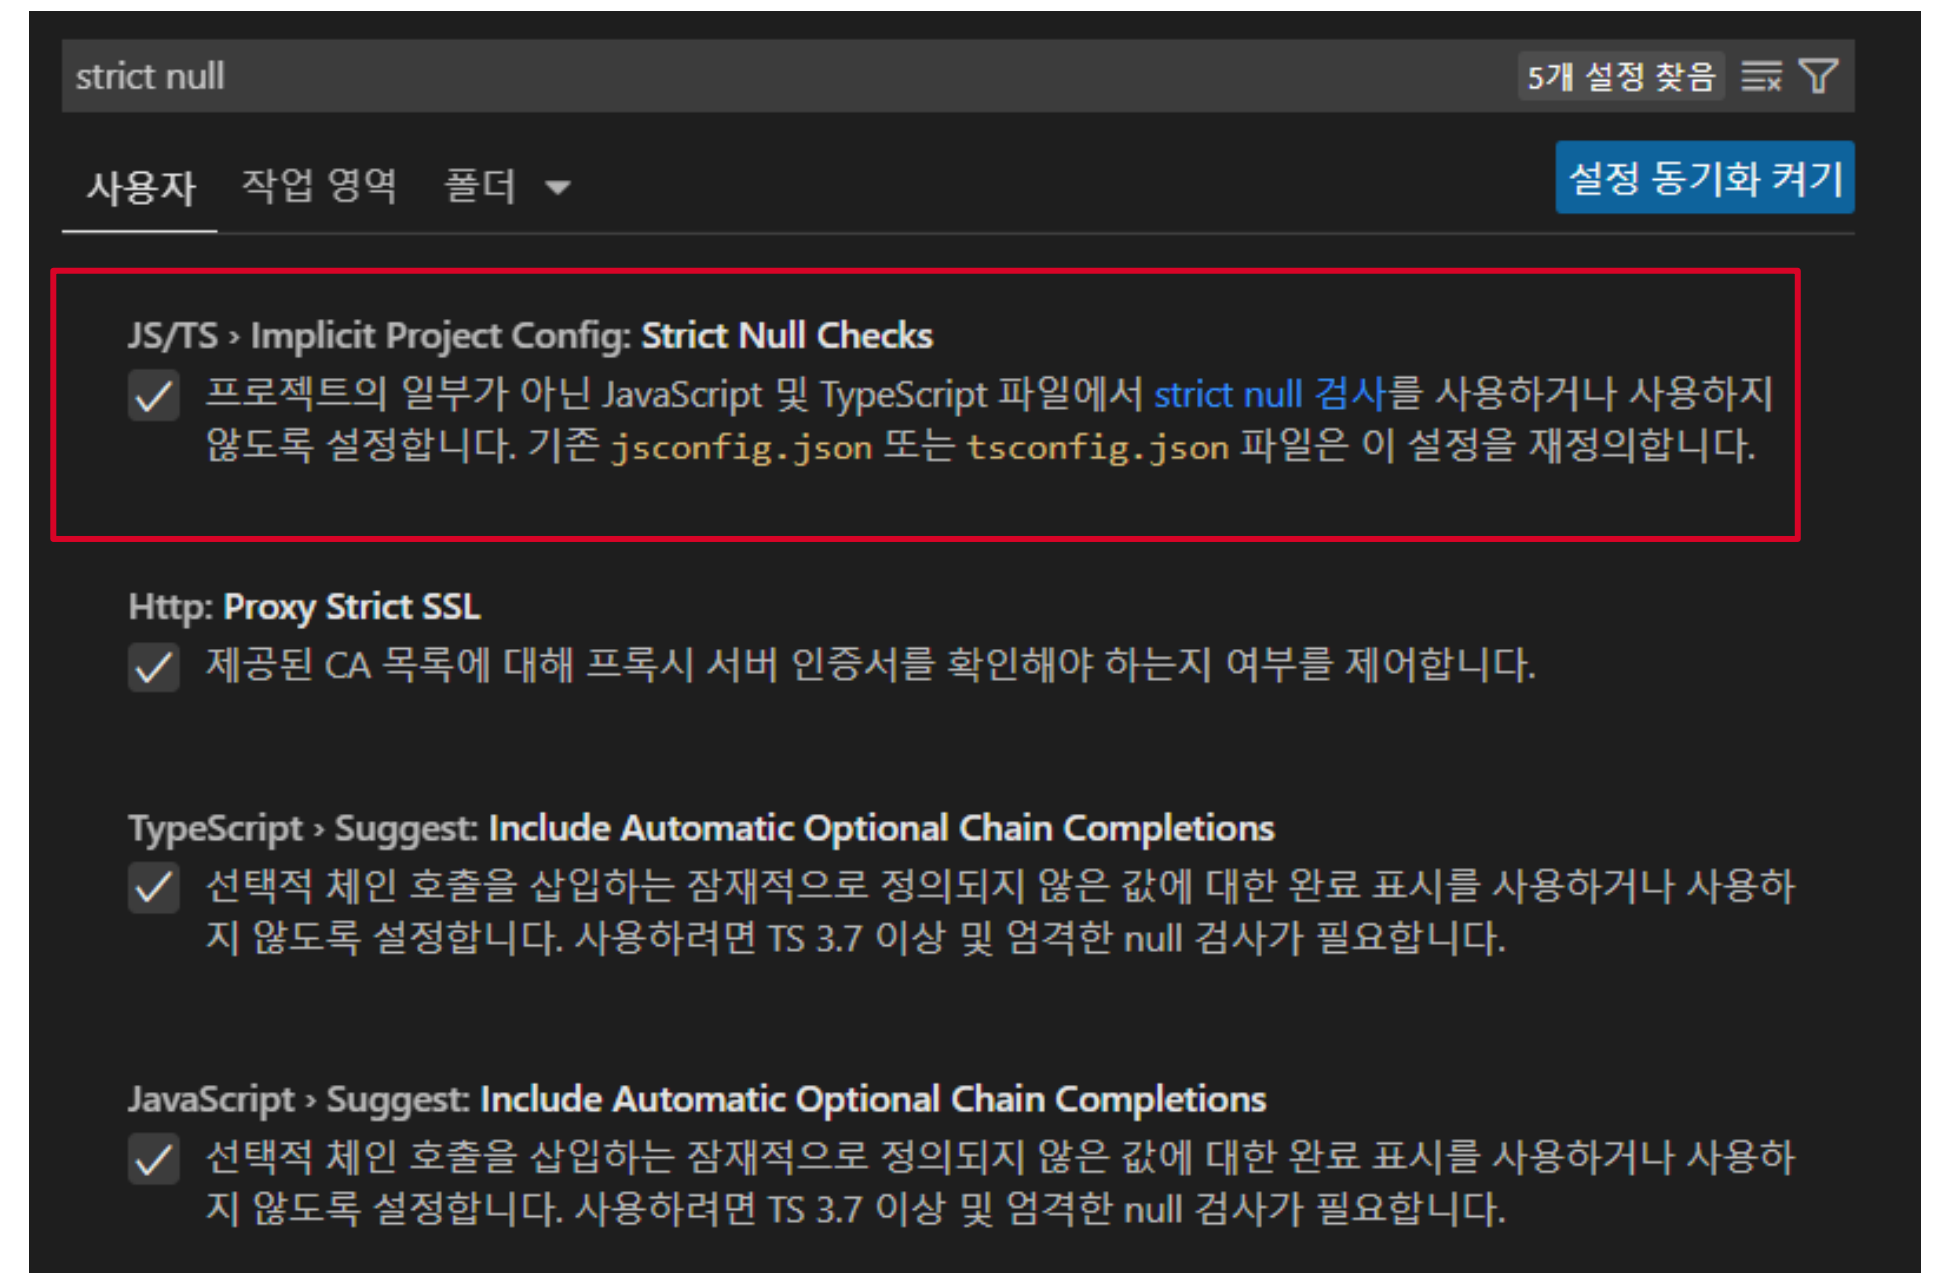 strict null
5개 설정 찾음
사용자 작업 영역 폴더
설정 동기화 켜기
JS/TS › Implicit Project Config: Strict Null Checks
프로젝트의 일부가 아닌 JavaScript 및 TypeScript 파일에서 strict null 검사를 사용하거나 사용하지
않도록 설정합니다. 기존 jsconfig.json 또는 tsconfig.json 파일은 이 설정을 재정의합니다.
Http: Proxy Strict SSL
제공된 CA 목록에 대해 프록시 서버 인증서를 확인해야 하는지 여부를 제어합니다.
TypeScript › Suggest: Include Automatic Optional Chain Completions
선택적 체인 호출을 삽입하는 잠재적으로 정의되지 않은 값에 대한 완료 표시를 사용하거나 사용하
지 않도록 설정합니다. 사용하려면 TS 3.7 이상 및 엄격한 null 검사가 필요합니다.
JavaScript › Suggest: Include Automatic Optional Chain Completions
선택적 체인 호출을 삽입하는 잠재적으로 정의되지 않은 값에 대한 완료 표시를 사용하거나 사용하
지 않도록 설정합니다. 사용하려면 TS 3.7 이상 및 엄격한 null 검사가 필요합니다.